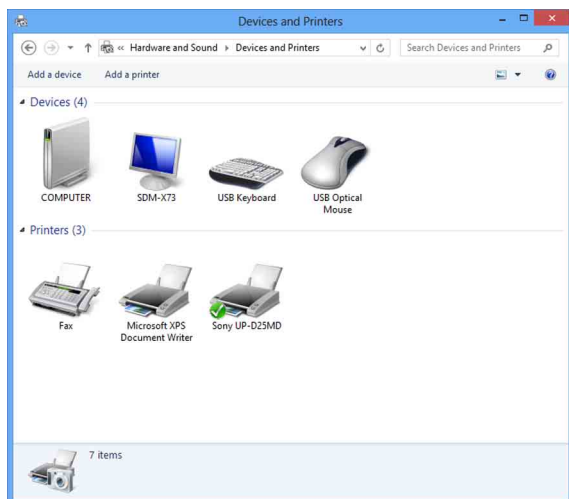 Devices and Printers
« Hardware and Sound Devices and Printers
Search Devices and Printers
Add a device Add a printer
Devices (4)
COMPUTER SDM-X73 USB Keyboard USB Optical
Mouse
Printers (3)
Fax Microsoft XPS Sony UP-D25MD
Document Writer
7 items